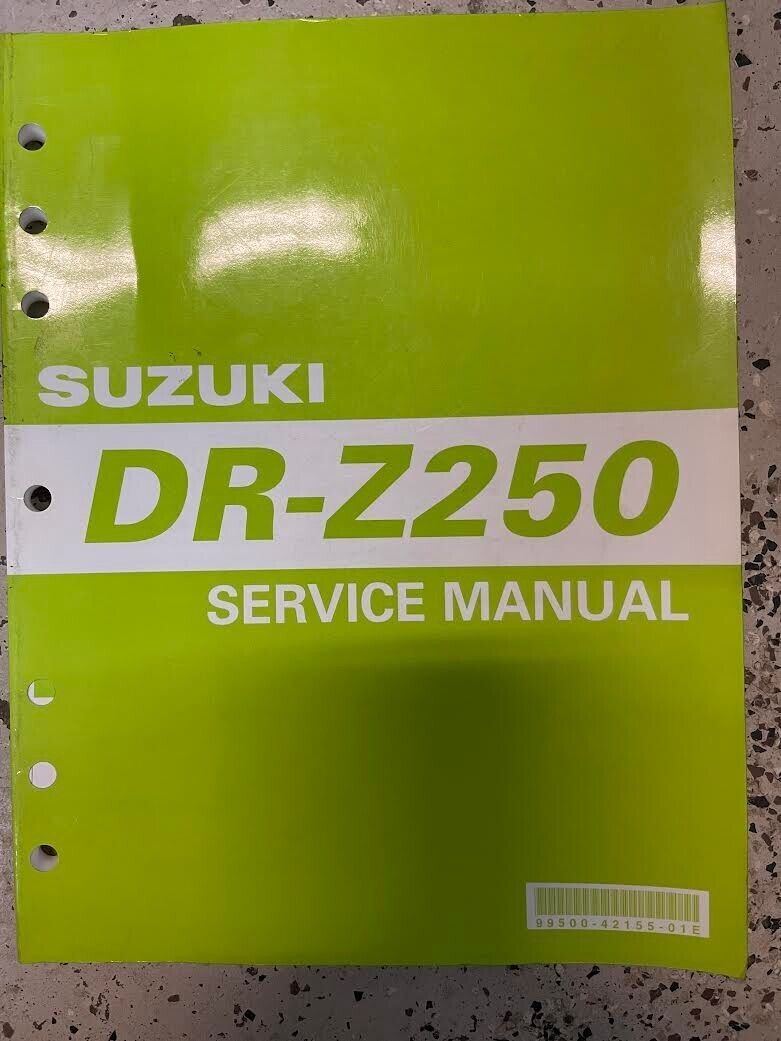 SUZUKI
DR-Z250
SERVICE MANUAL
99500-42155-01E